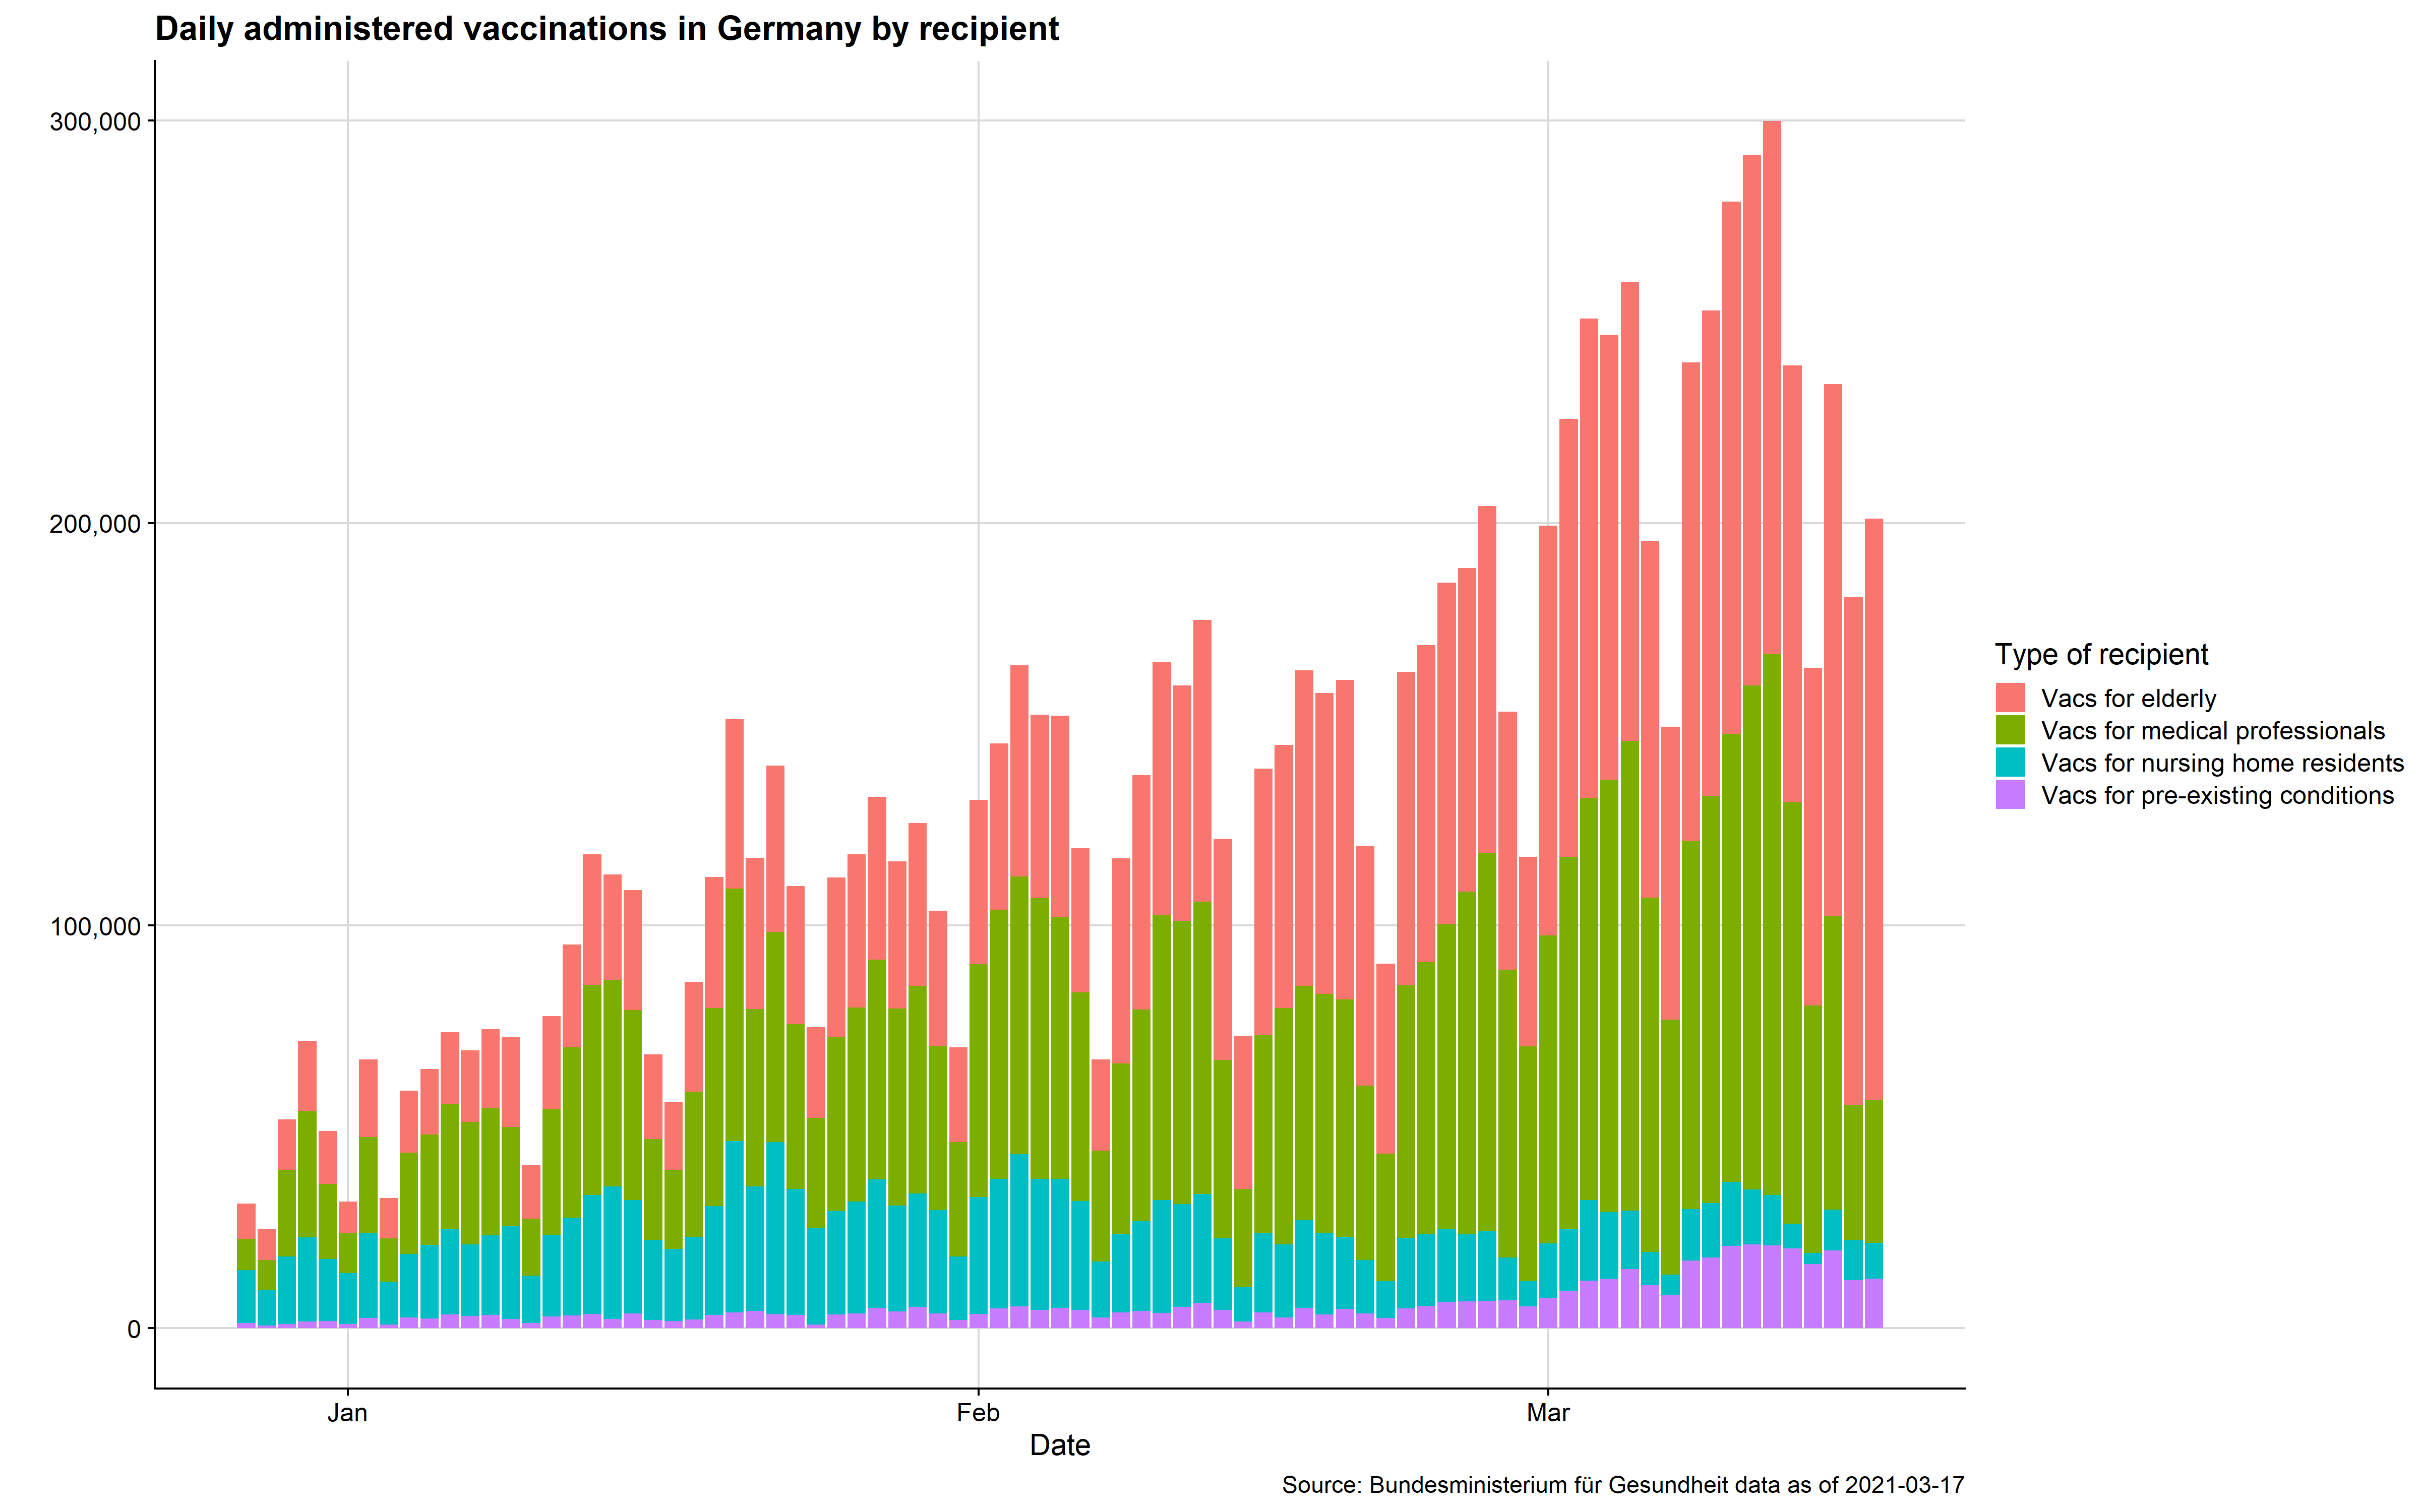 Daily administered vaccinations in Germany by recipient
300,000
200,000
100,000
0
Jan
Feb
Mar
Date
Type of recipient
Vacs for elderly
Vacs for medical professionals
Vacs for nursing home residents
Vacs for pre-existing conditions
Source: Bundesministerium für Gesundheit data as of 2021-03-17